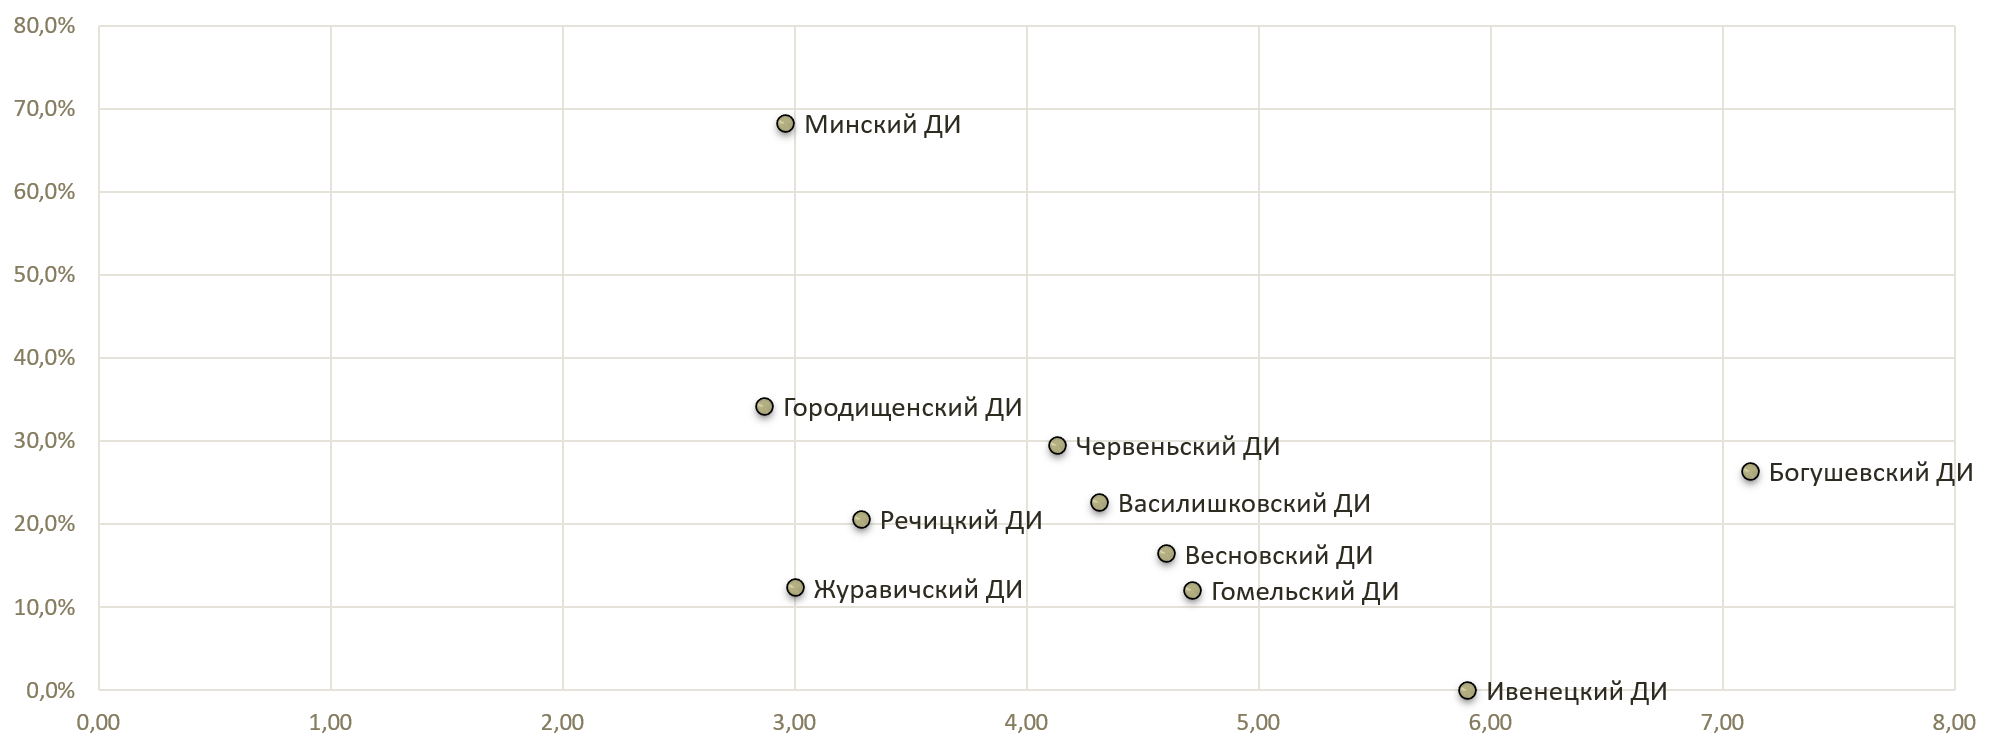 80,0%
70,0%
Минский ДИ
60,0%
50,0%
40,0%
Городищенский ДИ
30,0%
Червеньский ДИ
Богушевский ДИ
Василишковский ДИ
20,0%
Речицкий ДИ
Весновский ДИ
Журавичский ДИ
Гомельский ДИ
10,0%
0,0%
Ивенецкий ДИ
0,00 1,00 2,00 3,00 4,00 5,00 6,00 7,00 8,00